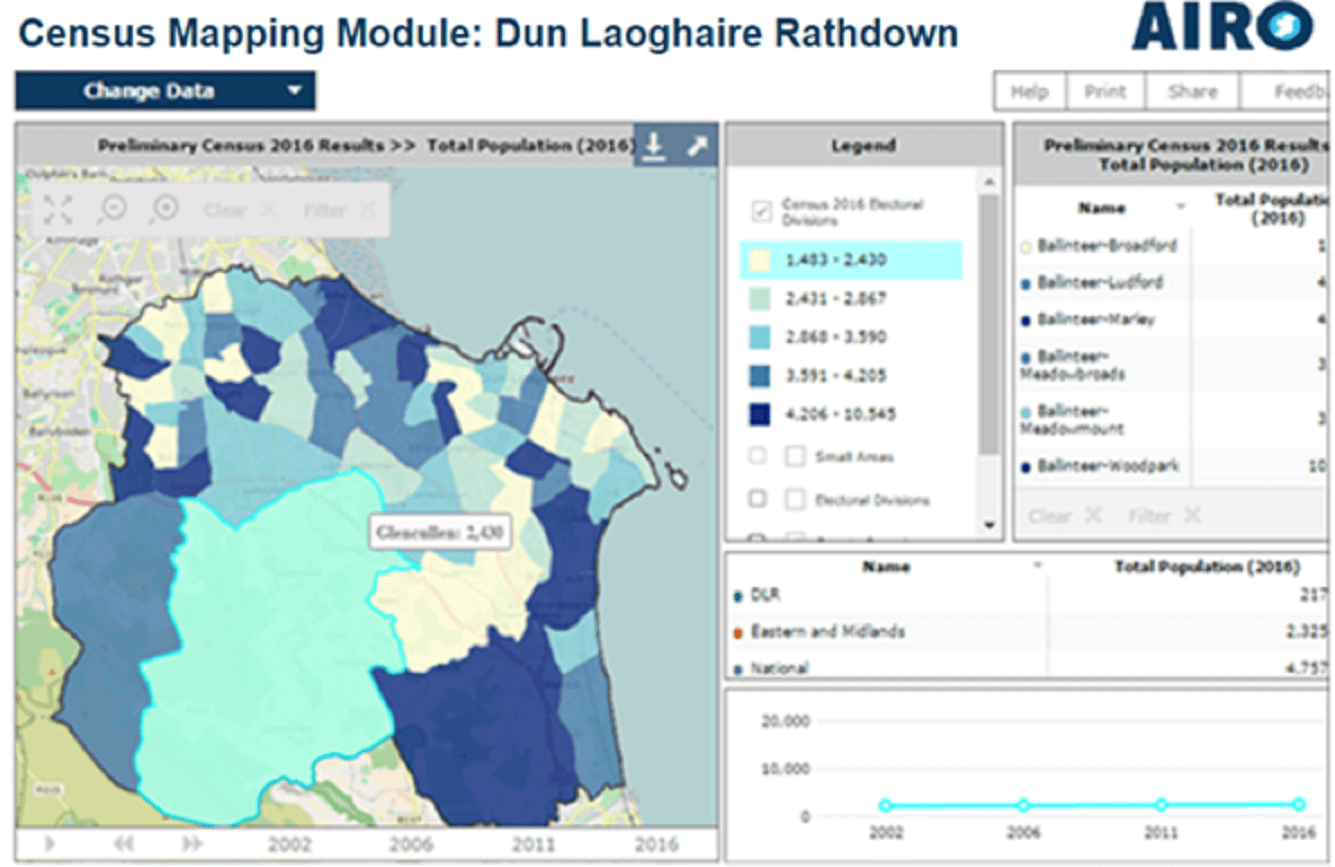 Census Mapping Module: Dun Laoghaire Rathdown
AIRO
Change Data
Help Print Share Feedb
Preliminary Census 2016 Results >> Total Population (2016)
Clear Filter
Glencullen: 2,430
2002 2006 2011 2016
Legend
Census 2016 Electoral
Divisions
1,483 - 2,430
2,431 - 2,867
2,868 - 3,590
3,591 - 4,205
4,206 - 10,545
Small Areas
Electoral Divisions
Preliminary Census 2016 Results
Total Population (2016)
Name Total Populatio
(2016)
Ballinteer-Broadford 1
Ballinteer-Ludford 4
Ballinteer-Marley 4
Ballinteer-
Meadowbroads 3
Ballinteer-
Meadowmount 3
Ballinteer-Woodpark 10
Clear Filter
Name Total Population (2016)
DLR 217
Eastern and Midlands 2,325
National 4,757
20,000
10,000
0
2002 2006 2011 2016